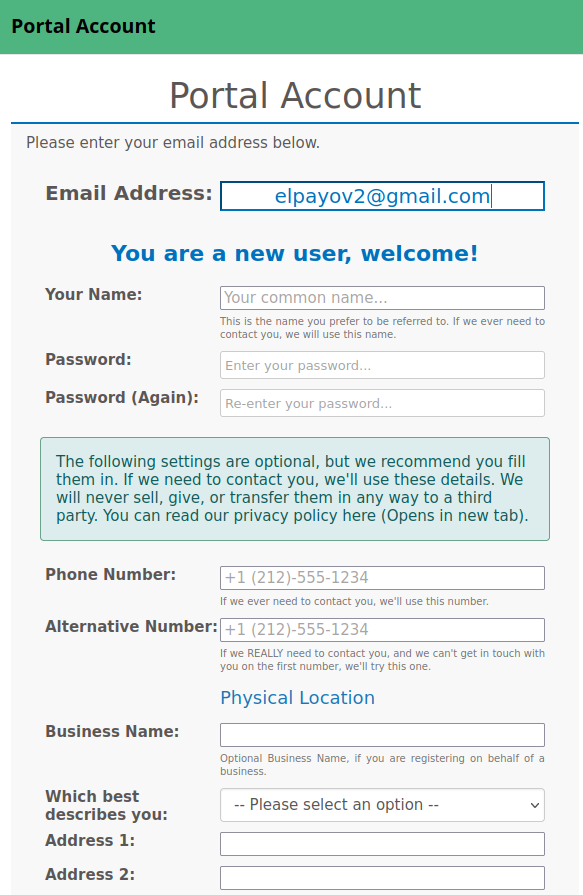 Portal Account
Portal Account
Please enter your email address below.
Email Address: elpayov2@gmail.com
You are a new user, welcome!
Your Name: Your common name...
This is the name you prefer to be referred to. If we ever need to
contact you, we will use this name.
Password: Enter your password...
Password (Again): Re-enter your password...
The following settings are optional, but we recommend you fill
them in. If we need to contact you, we'll use these details. We
will never sell, give, or transfer them in any way to a third
party. You can read our privacy policy here (Opens in new tab).
Phone Number: +1 (212)-555-1234
If we ever need to contact you, we'll use this number.
Alternative Number: +1 (212)-555-1234
If we REALLY need to contact you, and we can't get in touch with
you on the first number, we'll try this one.
Physical Location
Business Name:
Optional Business Name, if you are registering on behalf of a
business.
Which best
describes you: -- Please select an option --
Address 1:
Address 2: